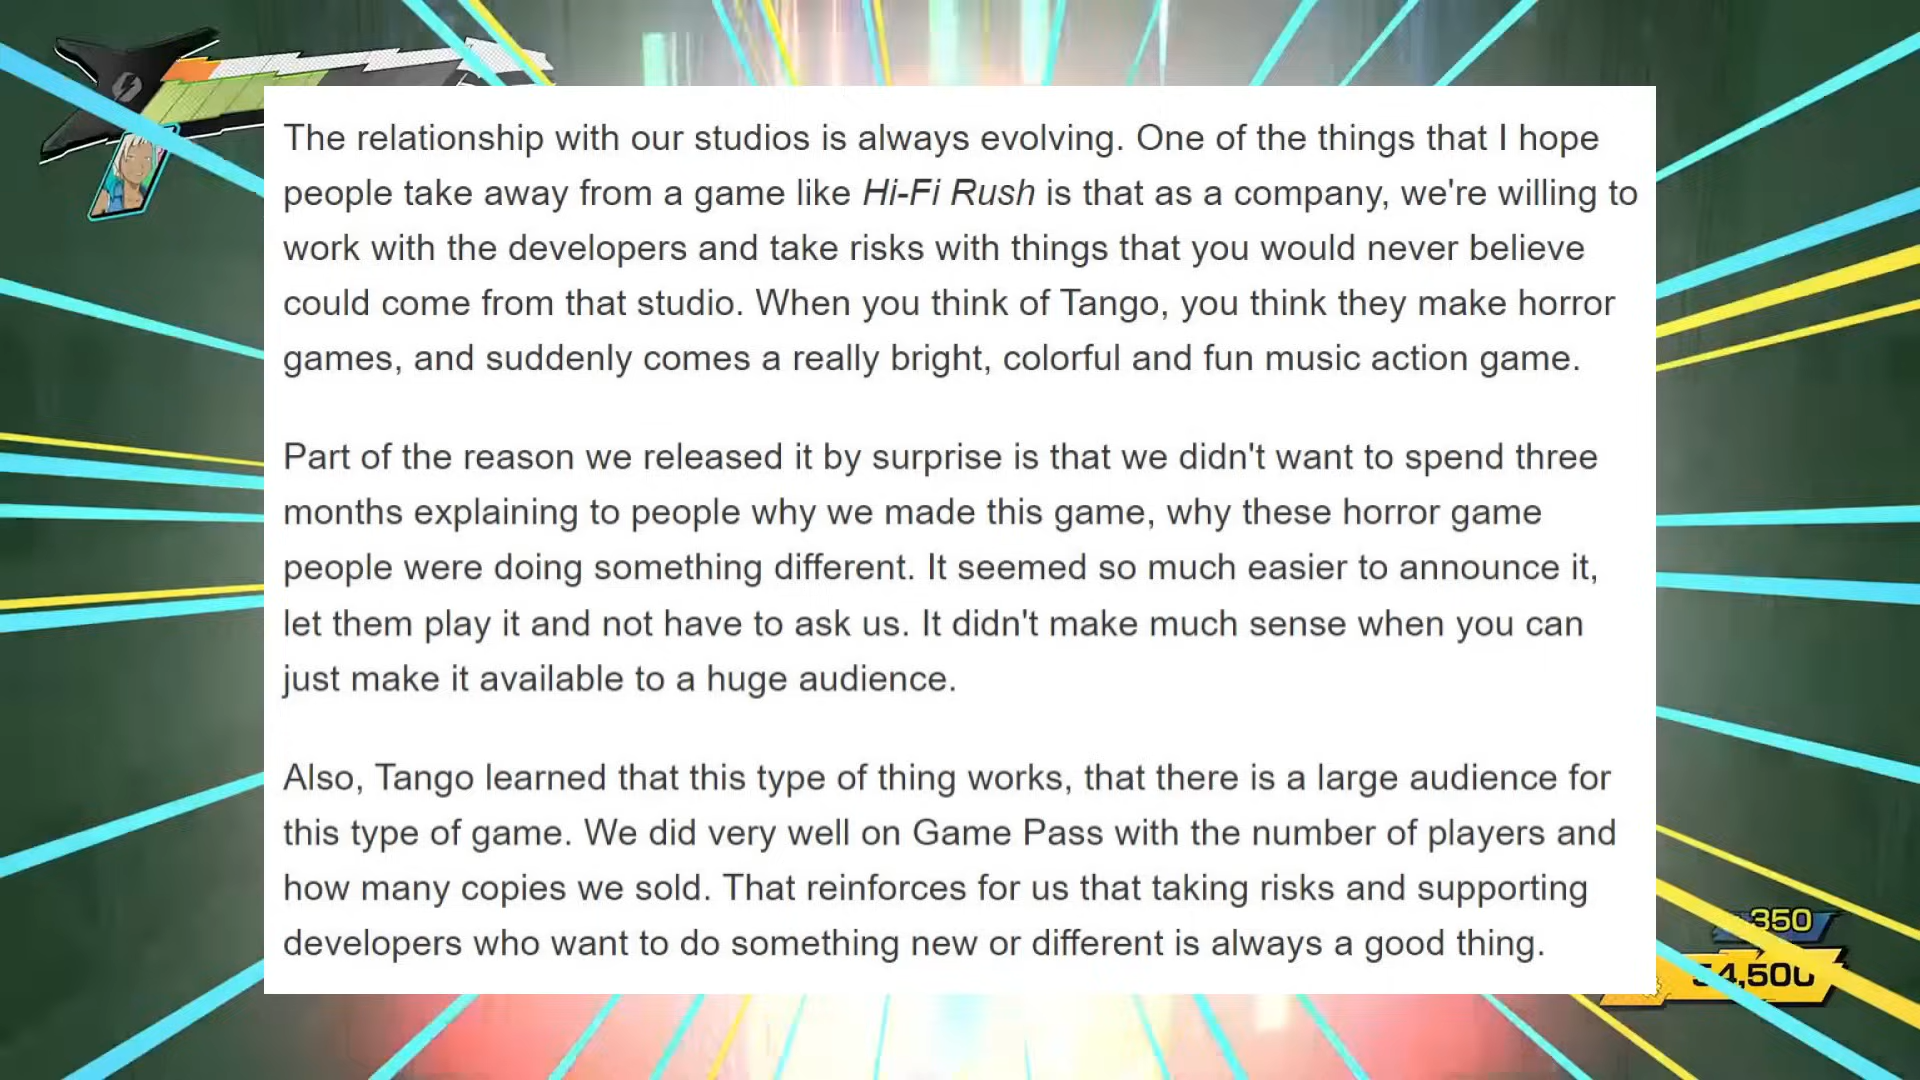 The relationship with our studios is always evolving. One of the things that I hope
people take away from a game like Hi-Fi Rush is that as a company, we're willing to
work with the developers and take risks with things that you would never believe
could come from that studio. When you think of Tango, you think they make horror
games, and suddenly comes a really bright, colorful and fun music action game.
Part of the reason we released it by surprise is that we didn't want to spend three
months explaining to people why we made this game, why these horror game
people were doing something different. It seemed so much easier to announce it,
let them play it and not have to ask us. It didn't make much sense when you can
just make it available to a huge audience.
Also, Tango learned that this type of thing works, that there is a large audience for
this type of game. We did very well on Game Pass with the number of players and
how many copies we sold. That reinforces for us that taking risks and supporting
developers who want to do something new or different is always a good thing.
350